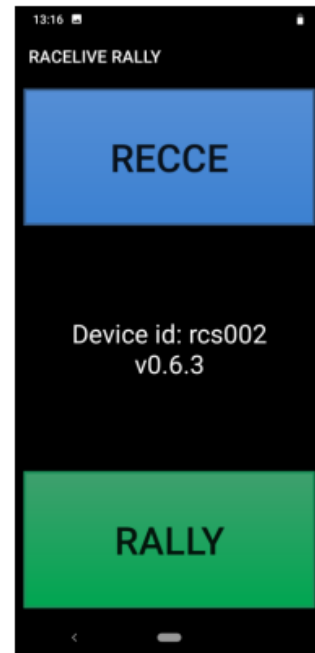 13:16
RACELIVE RALLY
RECCE
Device id: rcs002
v0.6.3
RALLY